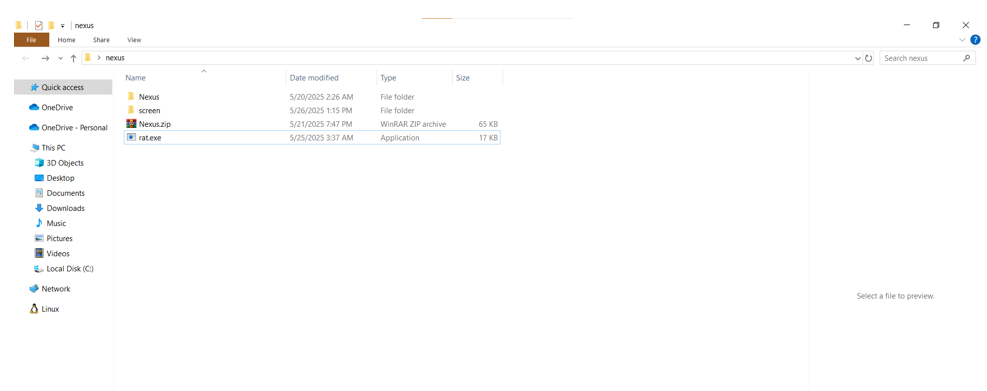 nexus
File Home Share View
nexus
Search nexus
Name Date modified Type Size
Quick access
OneDrive
OneDrive - Personal
This PC
3D Objects
Desktop
Documents
Downloads
Music
Pictures
Videos
Local Disk (C:)
Network
Linux
Nexus 5/20/2025 2:26 AM File folder
screen 5/26/2025 1:15 PM File folder
Nexus.zip 5/21/2025 7:47 PM WinRAR ZIP archive 65 KB
rat.exe 5/25/2025 3:37 AM Application 17 KB
Select a file to preview.